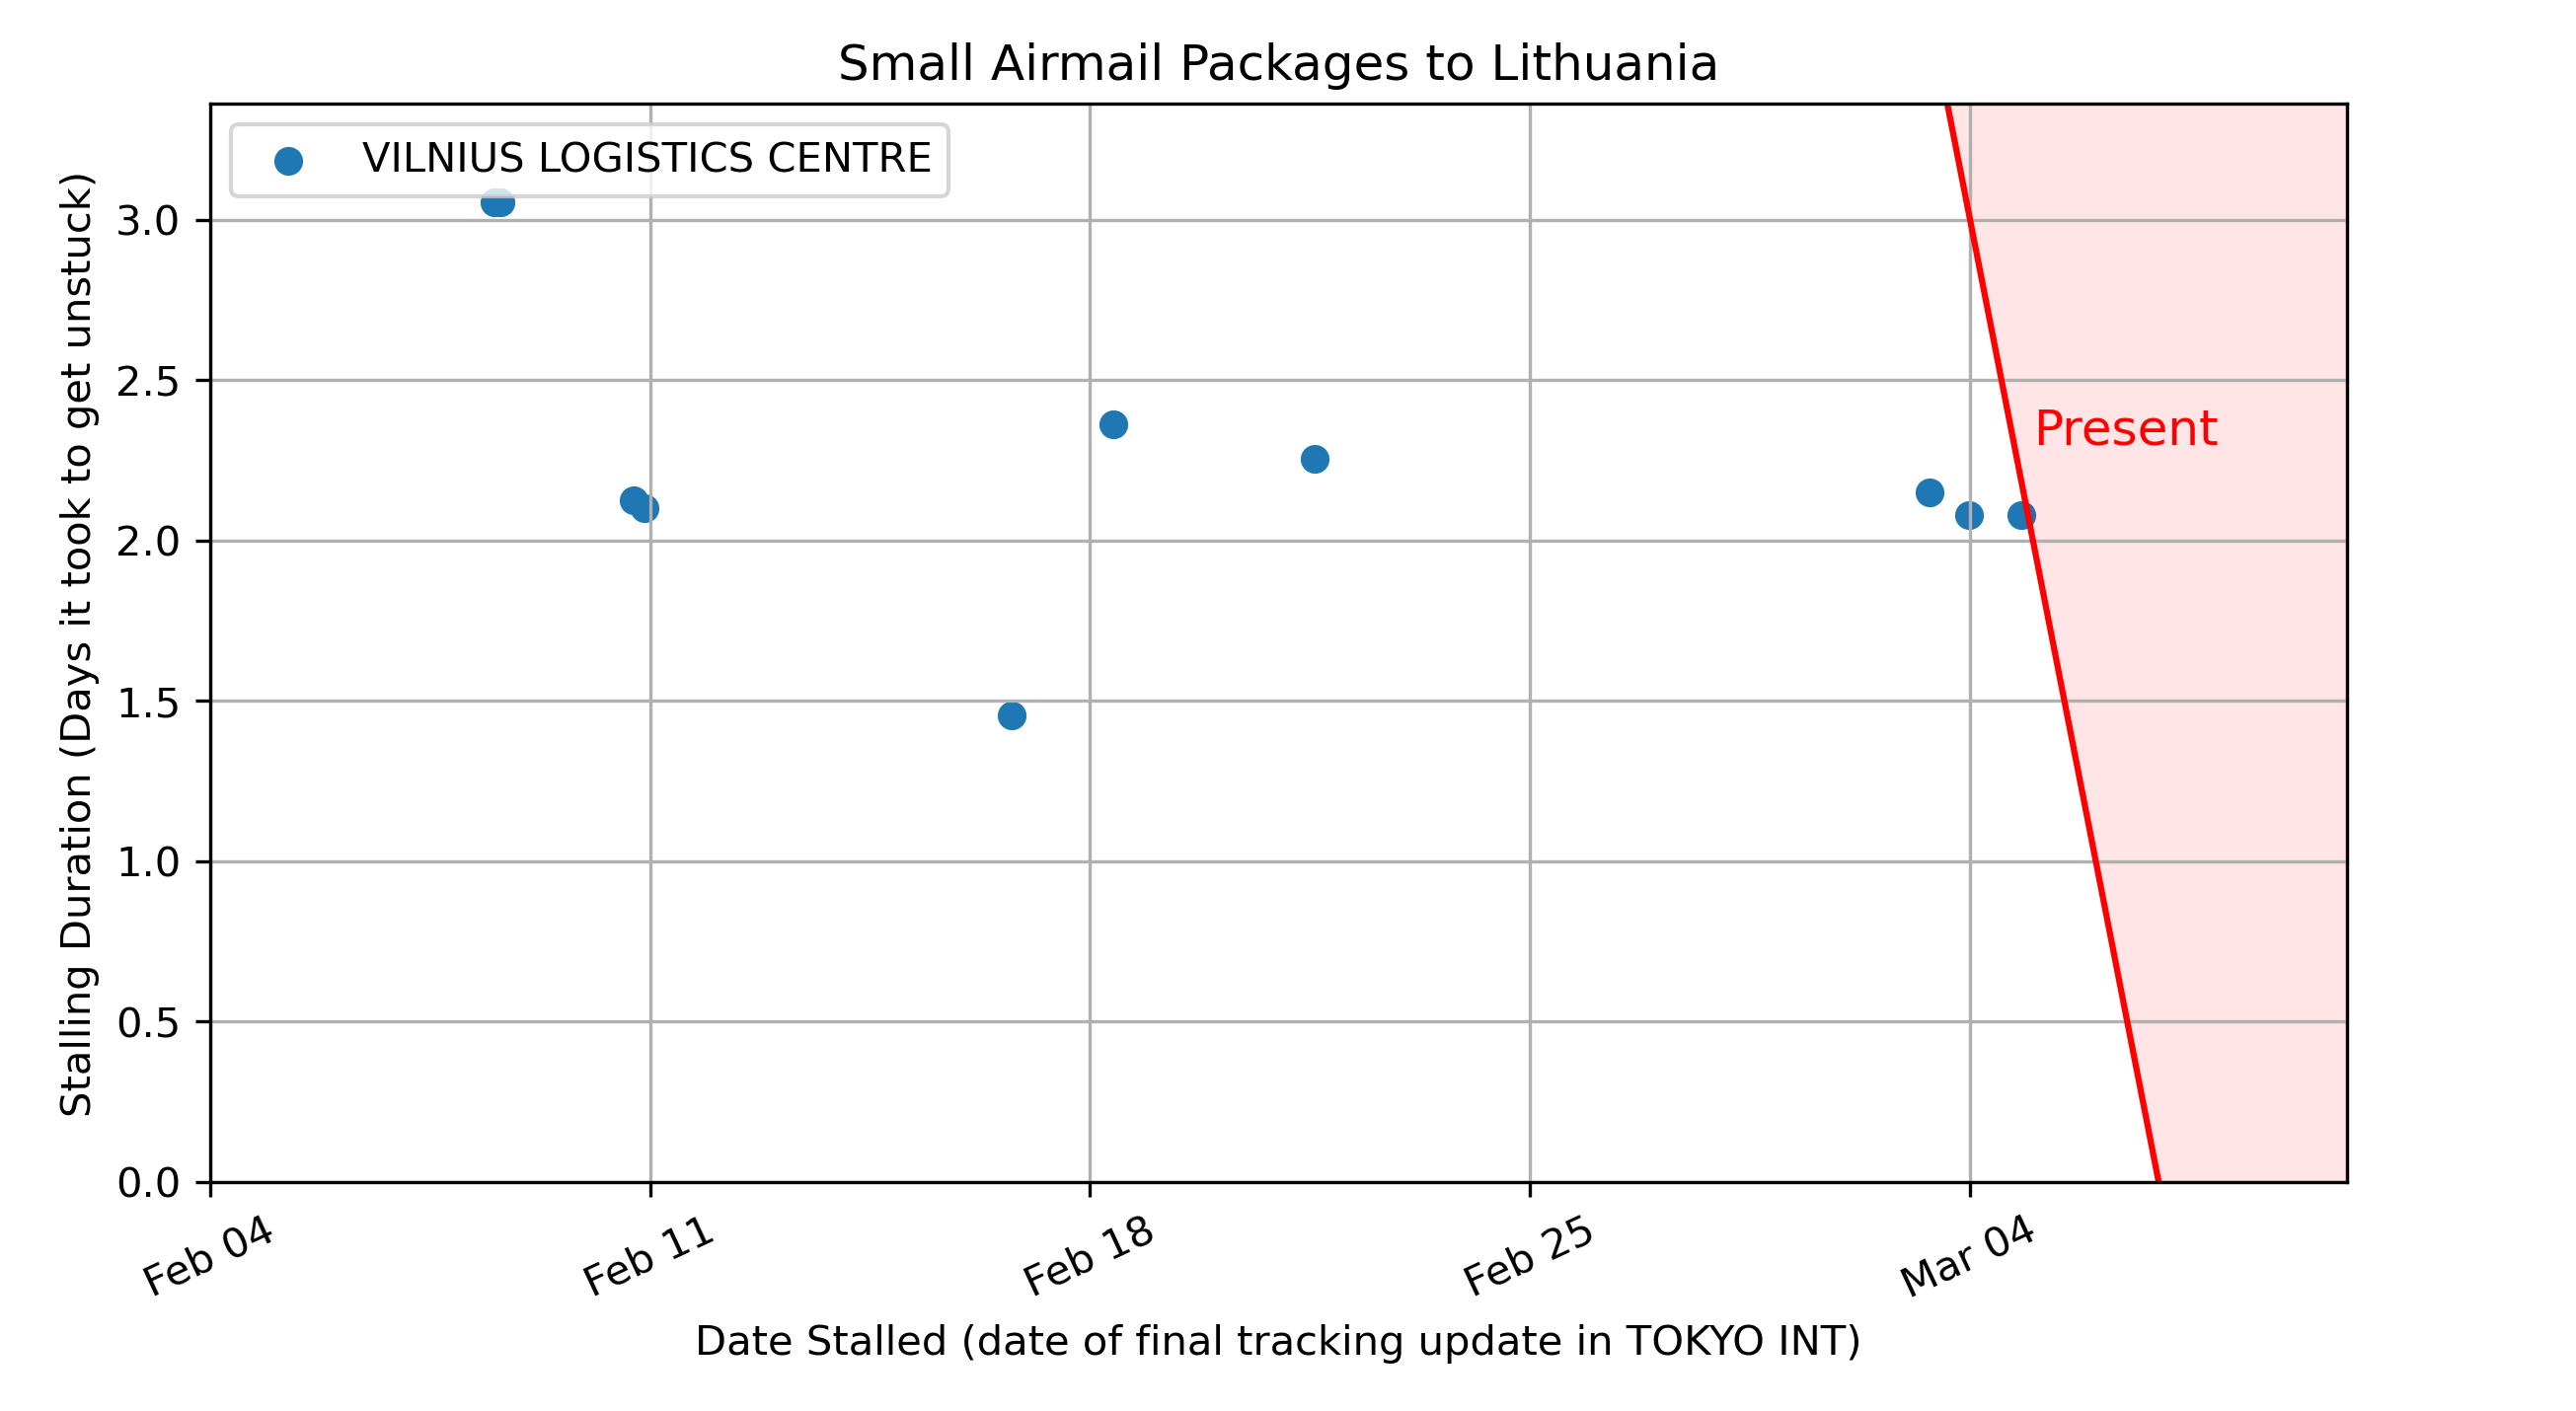 Small Airmail Packages to Lithuania
VILNIUS LOGISTICS CENTRE
Stalling Duration (Days it took to get unstuck)
3.0
2.5
2.0
1.5
1.0
0.5
0.0
Present
Feb 04
Feb 11
Feb 18
Feb 25
Mar 04
Date Stalled (date of final tracking update in TOKYO INT)